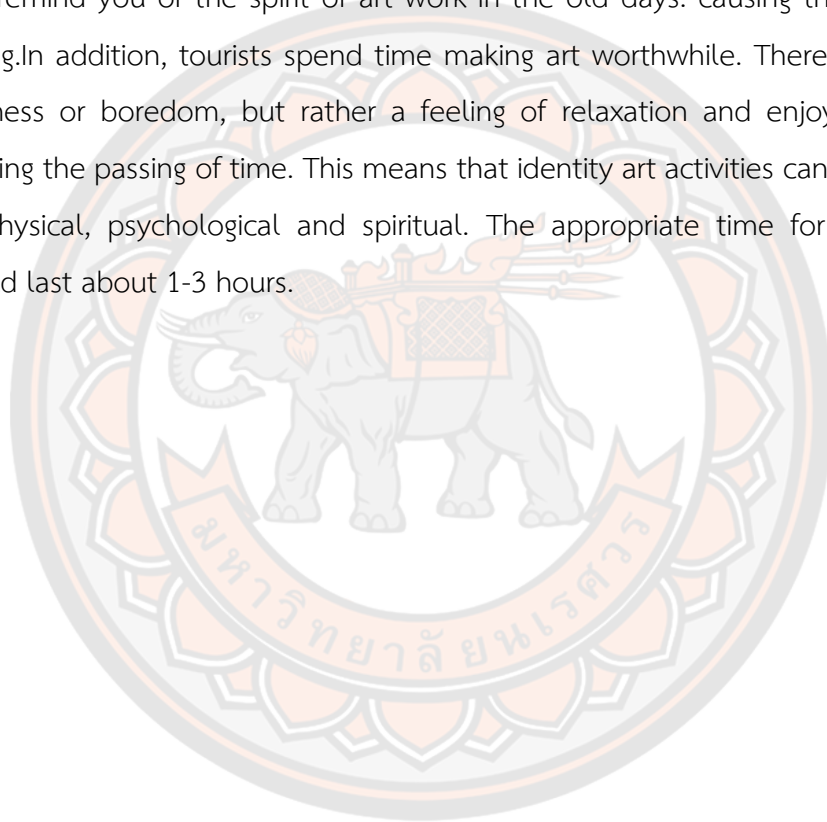 remind you of the spirit of art work in the old days. causing th
g.In addition, tourists spend time making art worthwhile. There
ness or boredom, but rather a feeling of relaxation and enjoy
ing the passing of time. This means that identity art activities can
hysical, psychological and spiritual. The appropriate time for
d last about 1-3 hours.
มหาวิทยาลัยนเรศวร